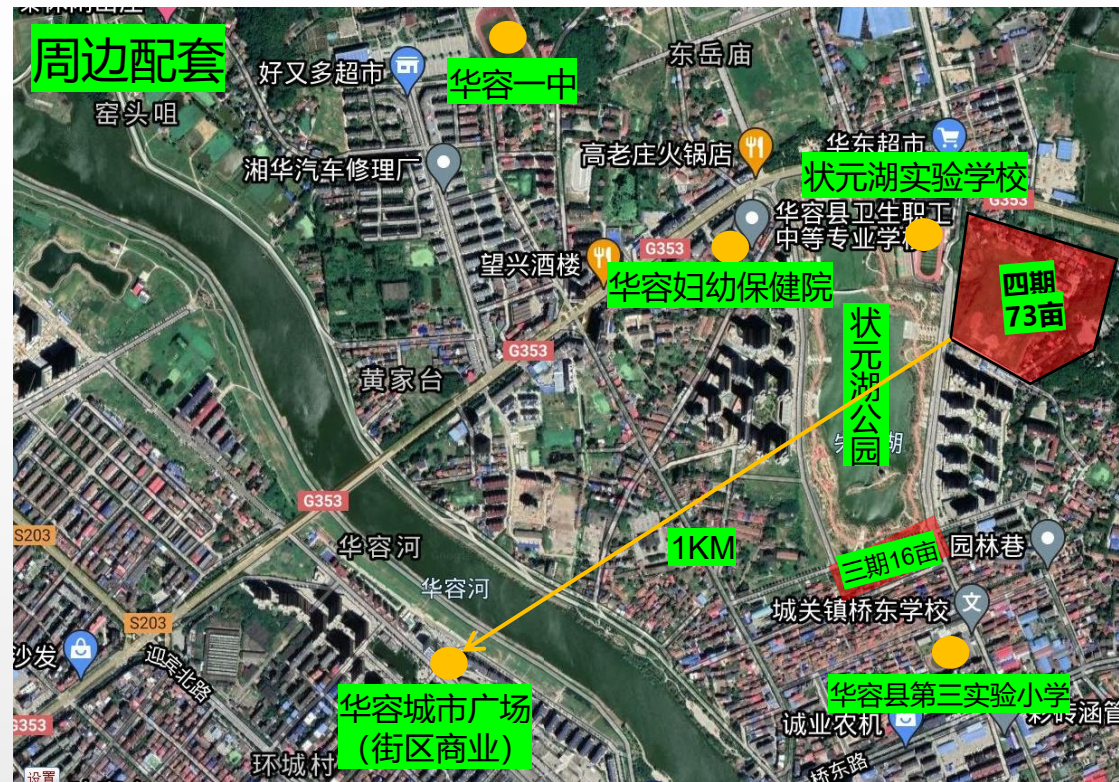 周边配套
窑头咀
好又多超市
华容一中
东岳庙
湘华汽车修理厂
高老庄火锅店
华东超市
状元湖实验学校
G353
华容县卫生职工
中等专业学校
望兴酒楼
G353
华容妇幼保健院
四期
73亩
状元湖公园
G353
黄家台
G353
S203
华容河
华容河
1KM
三期16亩
园林巷
城关镇桥东学校
S203
沙发
迎宾北路
华容城市广场
（街区商业）
华容县第三实验小学
G353
诚业农机
环城村
桥东路
设置